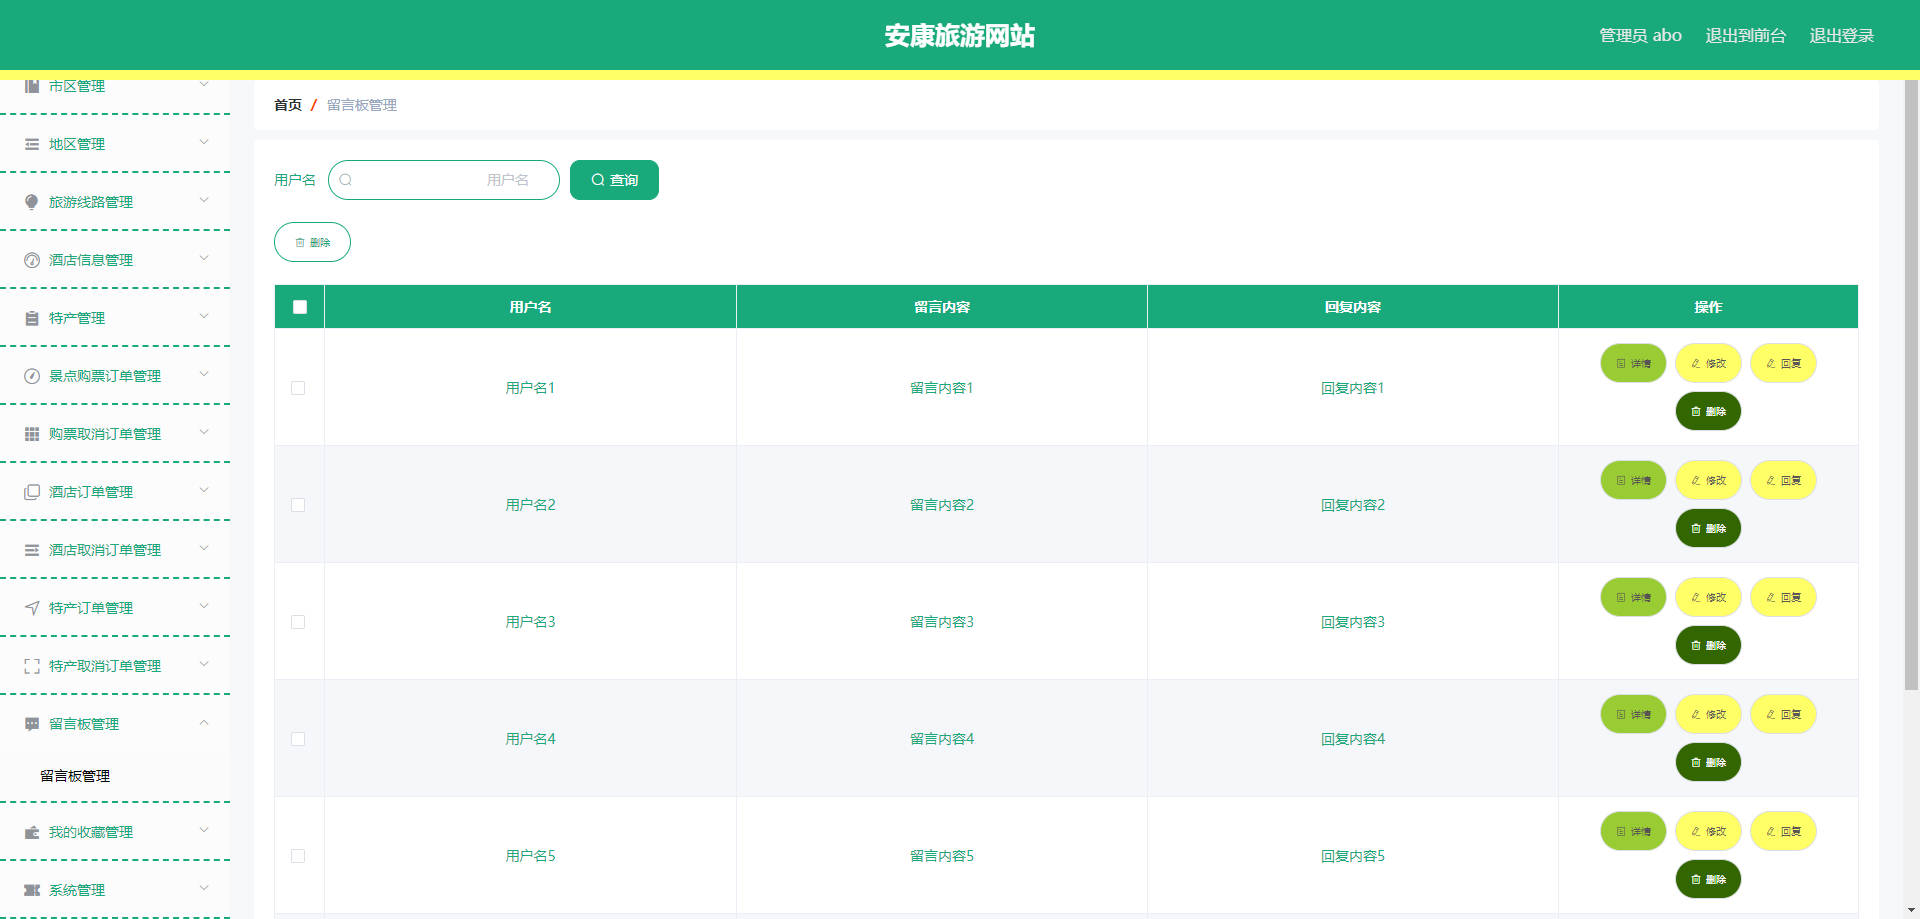 安康旅游网站
管理员 abo 退出到前台 退出登录
市区管理
地区管理
旅游线路管理
酒店信息管理
特产管理
景点购票订单管理
购票取消订单管理
酒店订单管理
酒店取消订单管理
特产订单管理
特产取消订单管理
留言板管理
留言板管理
我的收藏管理
系统管理
首页 / 留言板管理
用户名 用户名 查询
删除
用户名 留言内容 回复内容 操作
用户名1 留言内容1 回复内容1 详情 修改 回复
删除
用户名2 留言内容2 回复内容2 详情 修改 回复
删除
用户名3 留言内容3 回复内容3 详情 修改 回复
删除
用户名4 留言内容4 回复内容4 详情 修改 回复
删除
用户名5 留言内容5 回复内容5 详情 修改 回复
删除